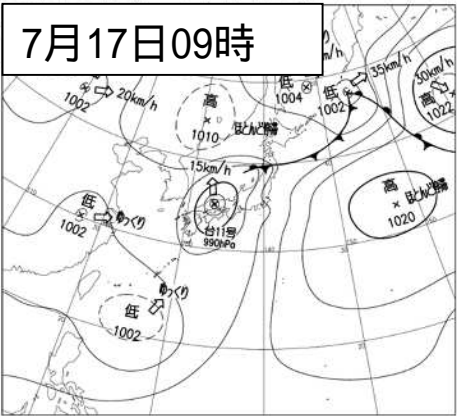 7月17日09時
低
1002
20km/h
高
1010
ほとんど停滞
低
1004
低
1002
35km/h
30km/h
高
1022
15km/h
台11号
990hPa
高
ほとんど停滞
1020
低
1002
ゆっくり
ゆっくり
低
1002